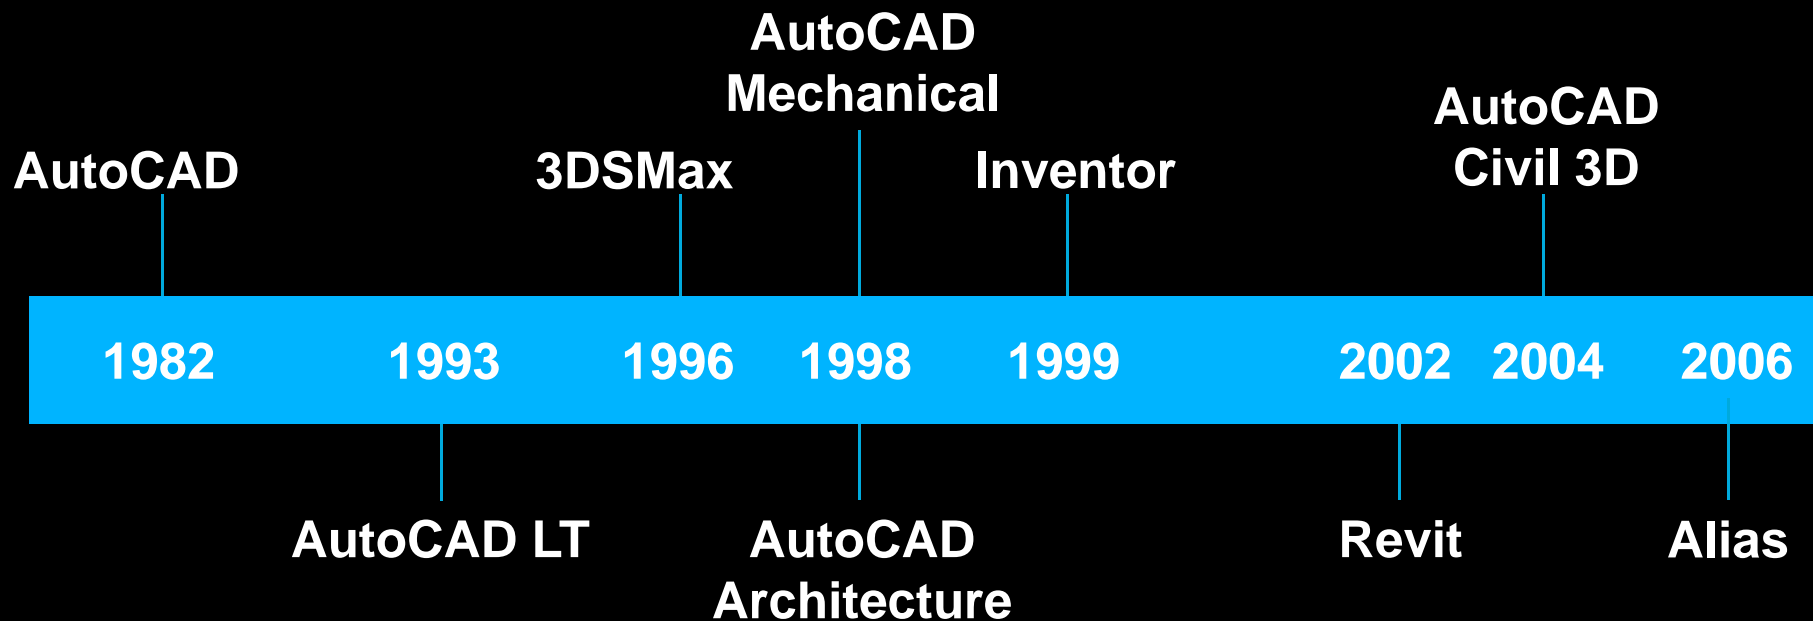 AutoCAD
Mechanical
AutoCAD
Civil 3D
AutoCAD
3DSMax
Inventor
1982 1993 1996 1998 1999 2002 2004 2006
AutoCAD LT
AutoCAD
Architecture
Revit
Alias